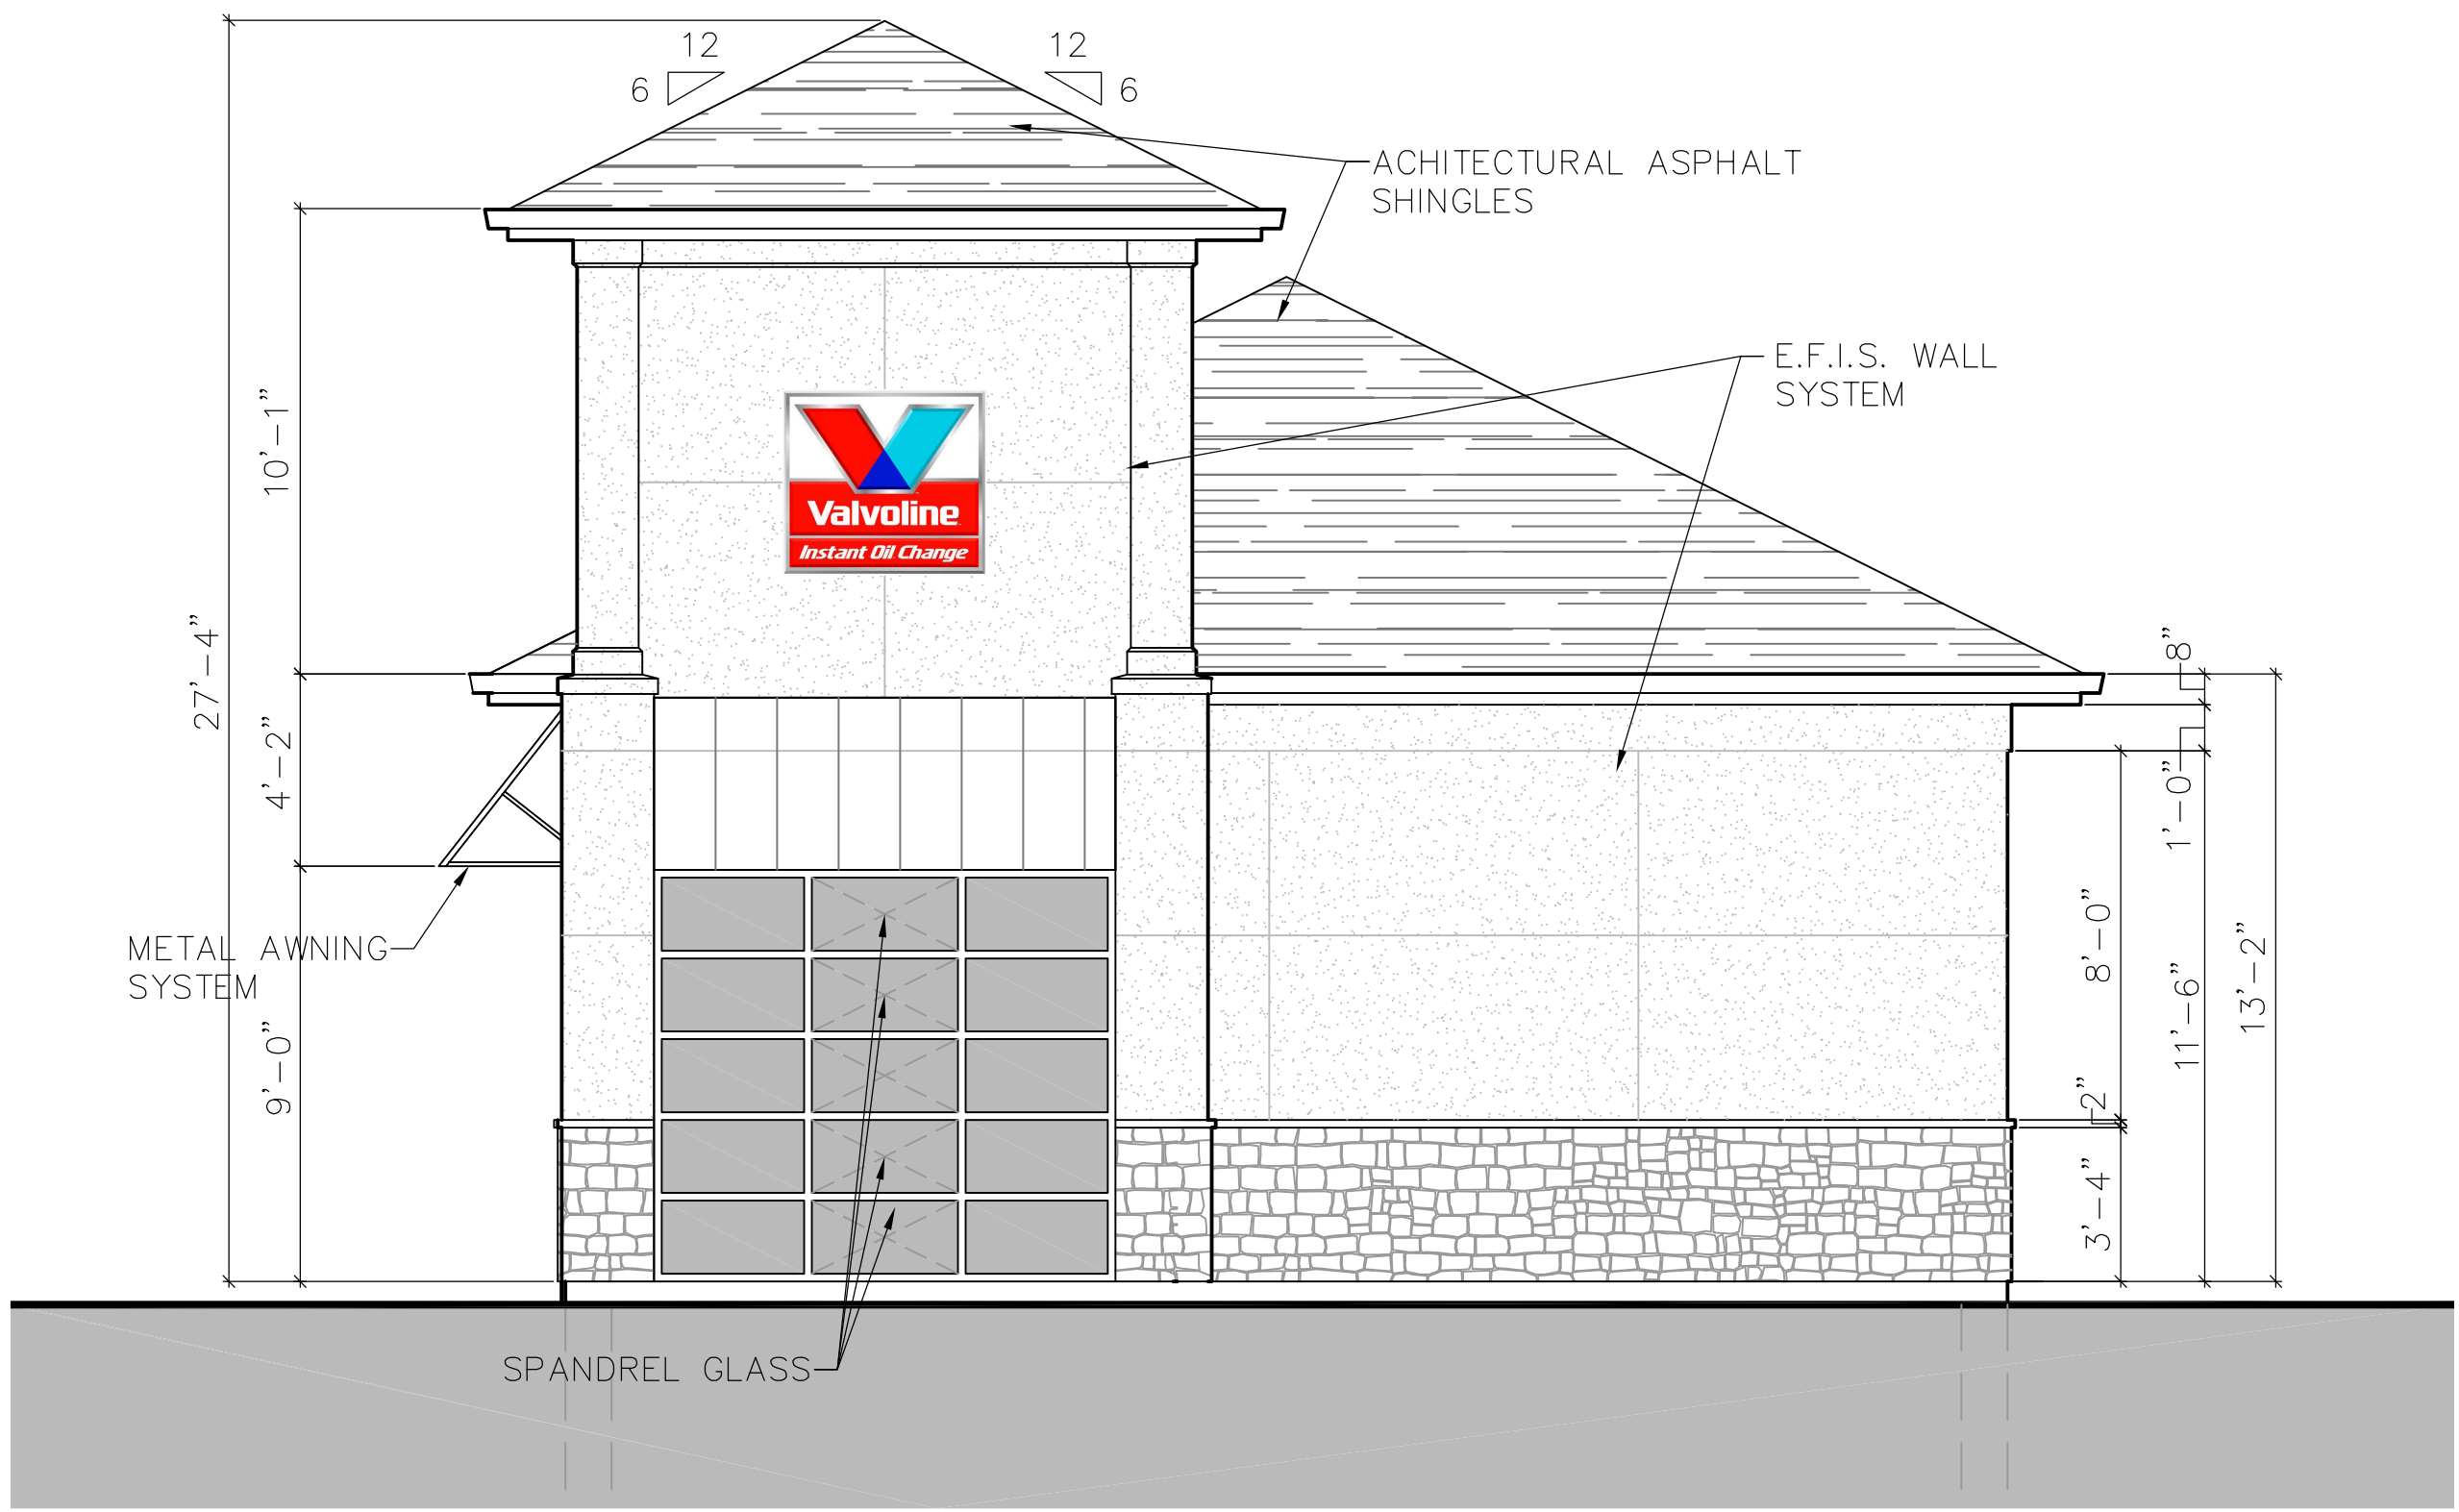 12
6
12
6
ACHITECTURAL ASPHALT
SHINGLES
E.F.I.S. WALL
SYSTEM
10'-1"
Valvoline
Instant Oil Change
27'-4"
4'-2"
8"
1'-0"
METAL AWNING
SYSTEM
9'-0"
8'-0"
11'-6"
13'-2"
2"
3'-4"
SPANDREL GLASS